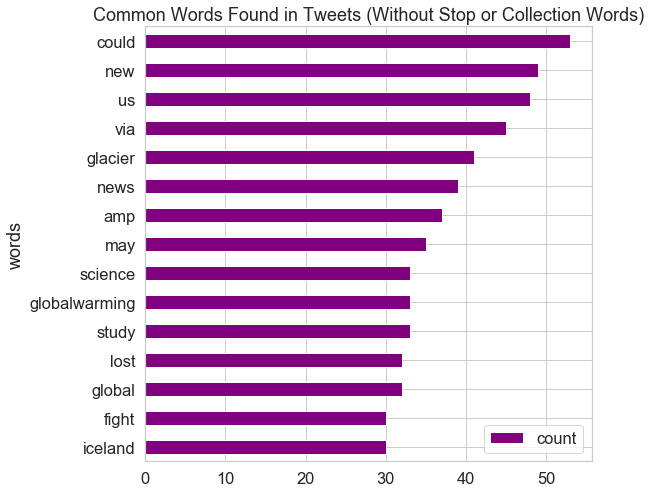 Common Words Found in Tweets (Without Stop or Collection Words)
could
new
us
via
glacier
news
amp
may
science
globalwarming
study
lost
global
fight
iceland
words
count
0 10 20 30 40 50